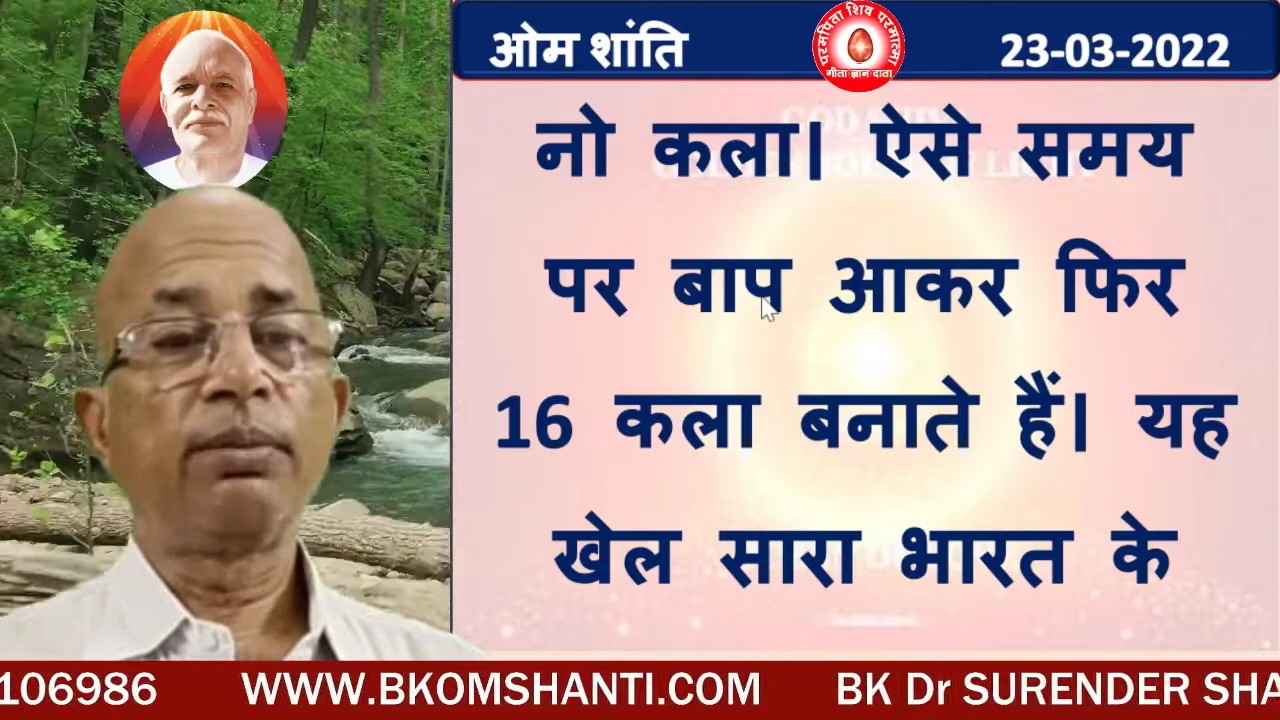 ओम शांति
परमपिता शिव परमात्मा
गीता ज्ञान दाता
23-03-2022
नो कला। ऐसे समय
पर बाप आकर फिर
16 कला बनाते हैं। यह
खेल सारा भारत के
106986 WWW.BKOMSHANTI.COM BK Dr SURENDER SHA